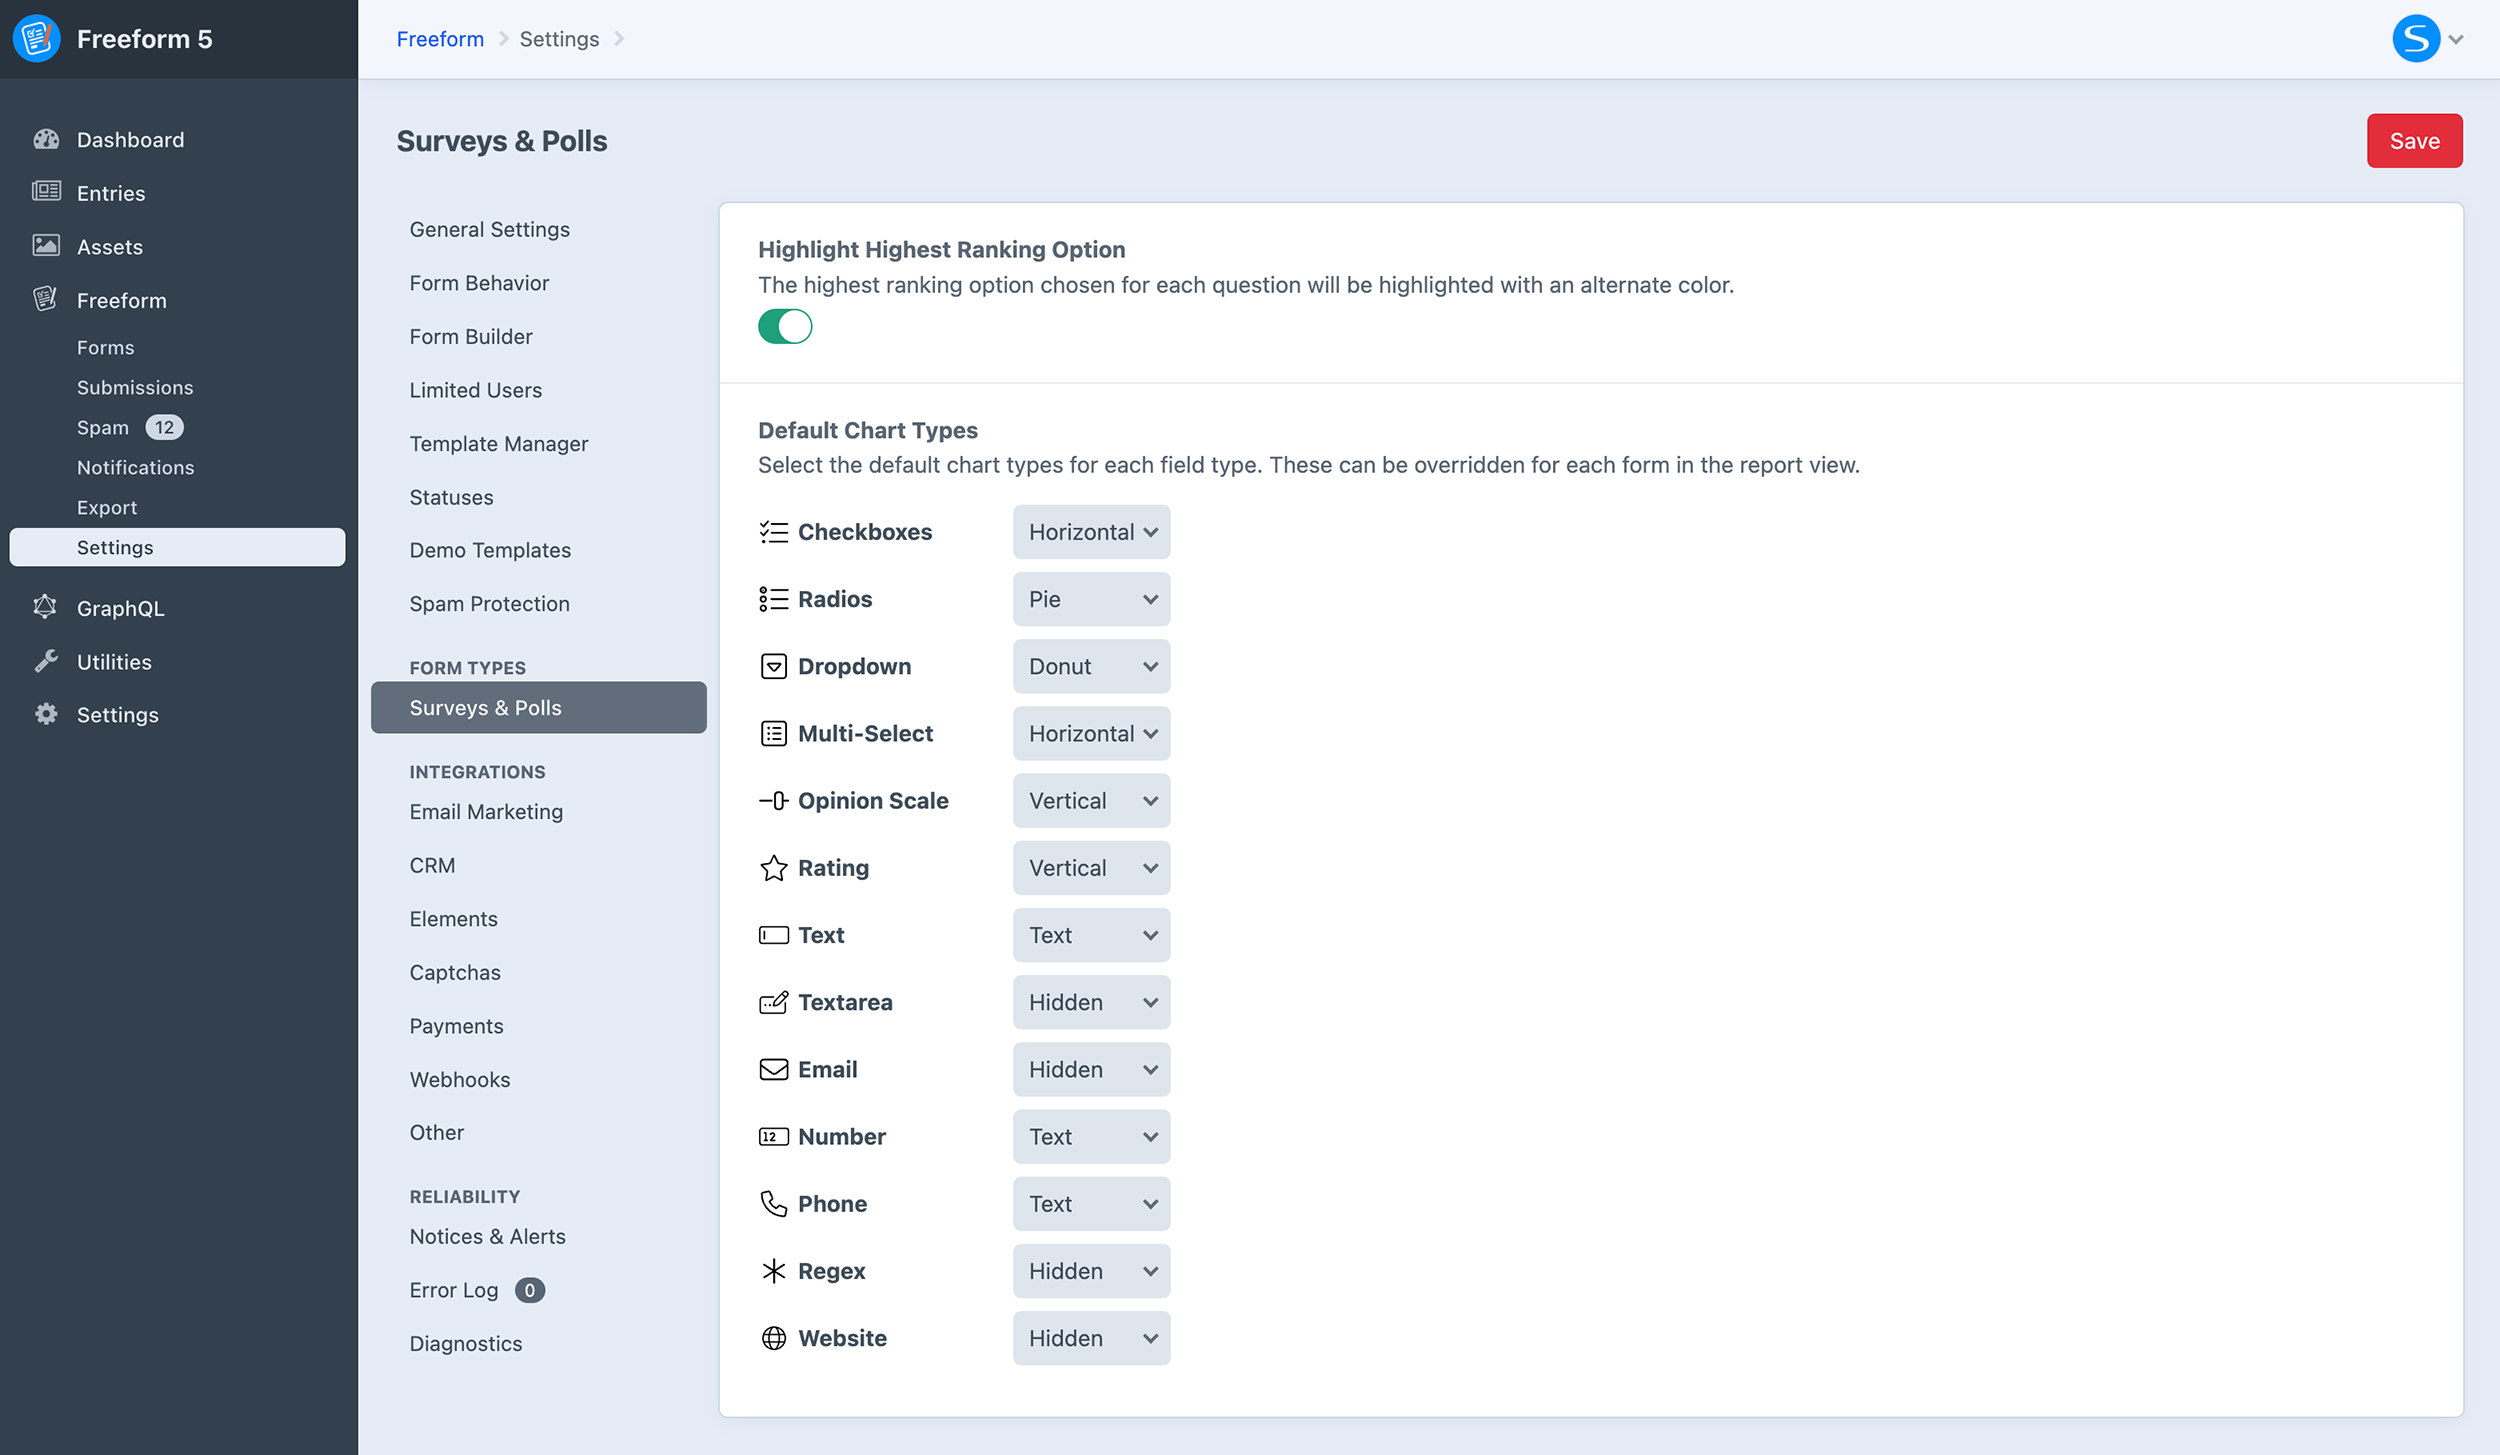 Freeform 5
Freeform
Settings
S
Dashboard
Entries
Assets
Freeform
Forms
Submissions
Spam 12
Notifications
Export
Settings
GraphQL
Utilities
Settings
Surveys & Polls
Save
General Settings
Form Behavior
Form Builder
Limited Users
Template Manager
Statuses
Demo Templates
Spam Protection
FORM TYPES
Surveys & Polls
INTEGRATIONS
Email Marketing
CRM
Elements
Captchas
Payments
Webhooks
Other
RELIABILITY
Notices & Alerts
Error Log 0
Diagnostics
Highlight Highest Ranking Option
The highest ranking option chosen for each question will be highlighted with an alternate color.
Default Chart Types
Select the default chart types for each field type. These can be overridden for each form in the report view.
Checkboxes Horizontal
Radios Pie
Dropdown Donut
Multi-Select Horizontal
Opinion Scale Vertical
Rating Vertical
Text Text
Textarea Hidden
Email Hidden
12 Number Text
Phone Text
Regex Hidden
Website Hidden